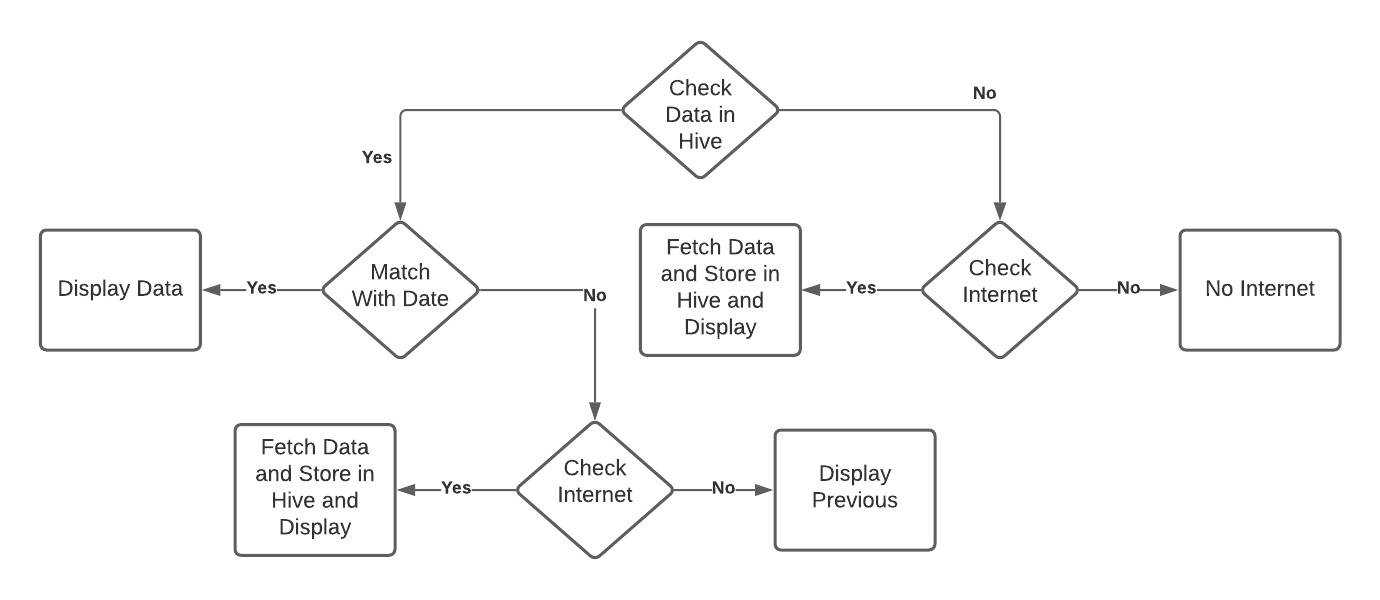 Check
Data in
Hive
No
Yes
Display Data
Yes
Match
With Date
No
Fetch Data
and Store in
Hive and
Display
Yes
Check
Internet
No
No Internet
Fetch Data
and Store in
Hive and
Display
Yes
Check
Internet
No
Display
Previous